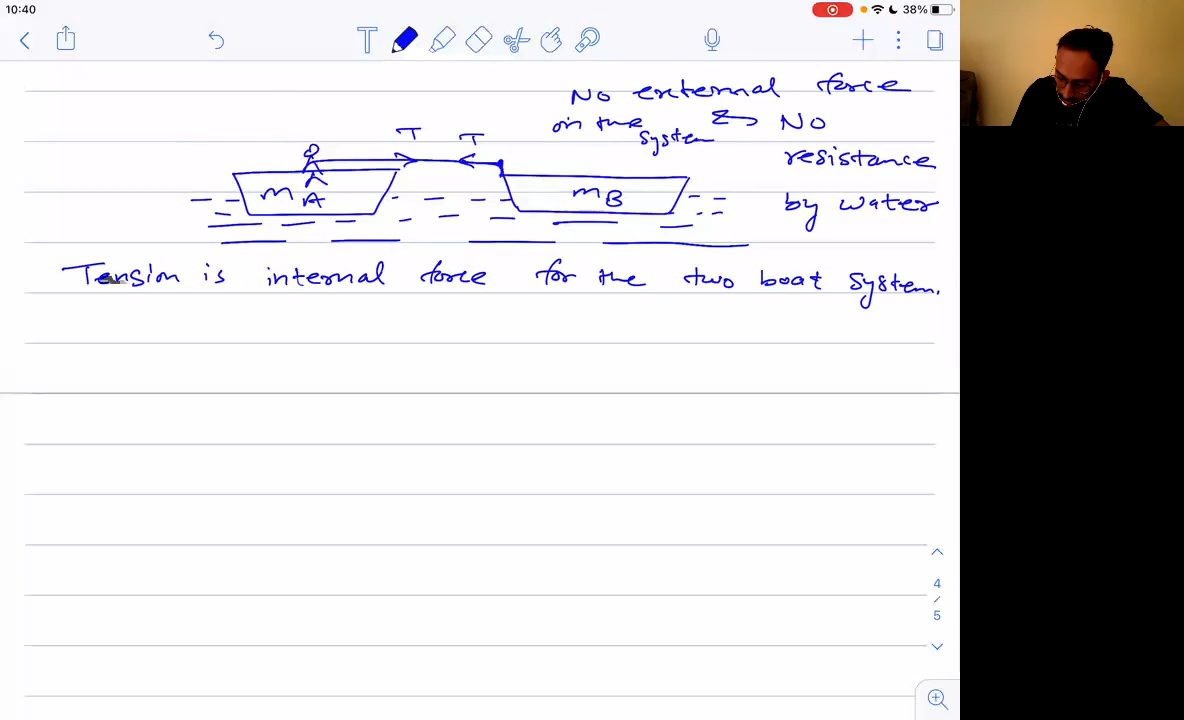 10:40
38%
No external force
on the system ↔ No
resistance
by water
T T
mA
mB
Tension is internal force for the two boat system.
4
/
5